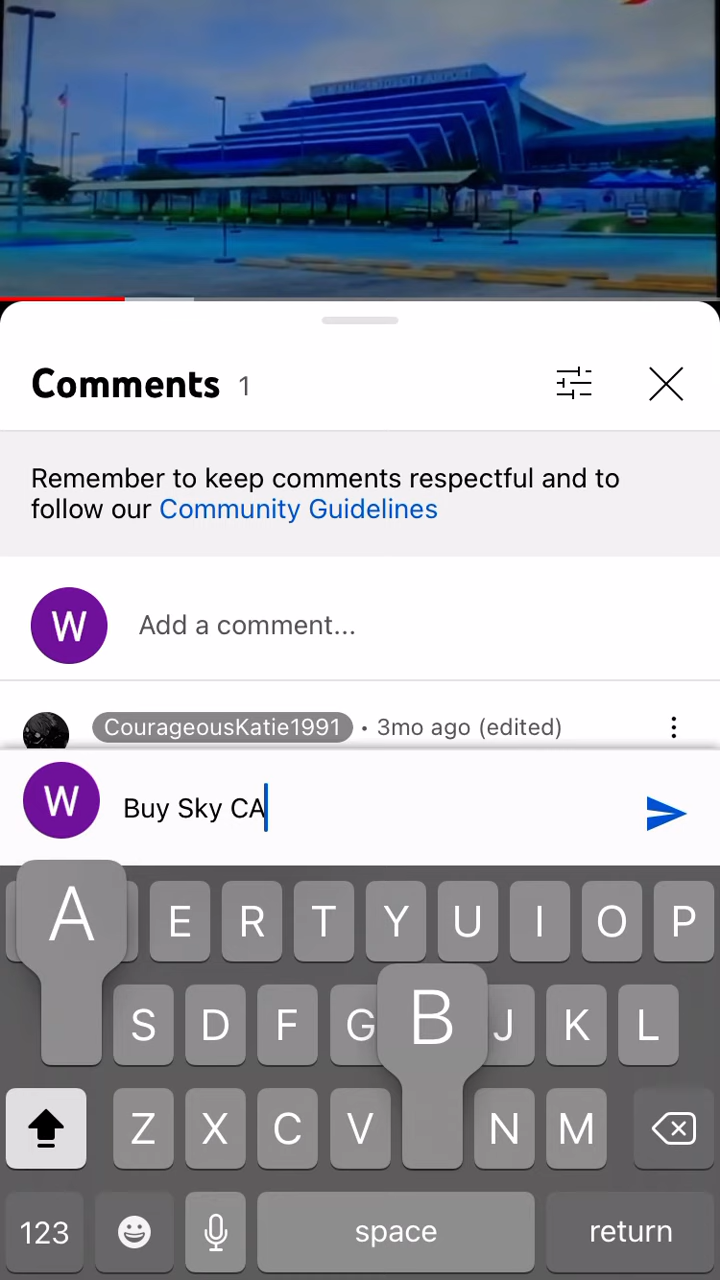 Comments 1
Remember to keep comments respectful and to
follow our Community Guidelines
W Add a comment...
CourageousKatie1991 • 3mo ago (edited)
W Buy Sky CA
A E R T Y U I O P
S D F G B J K L
Z X C V N M
123 space return